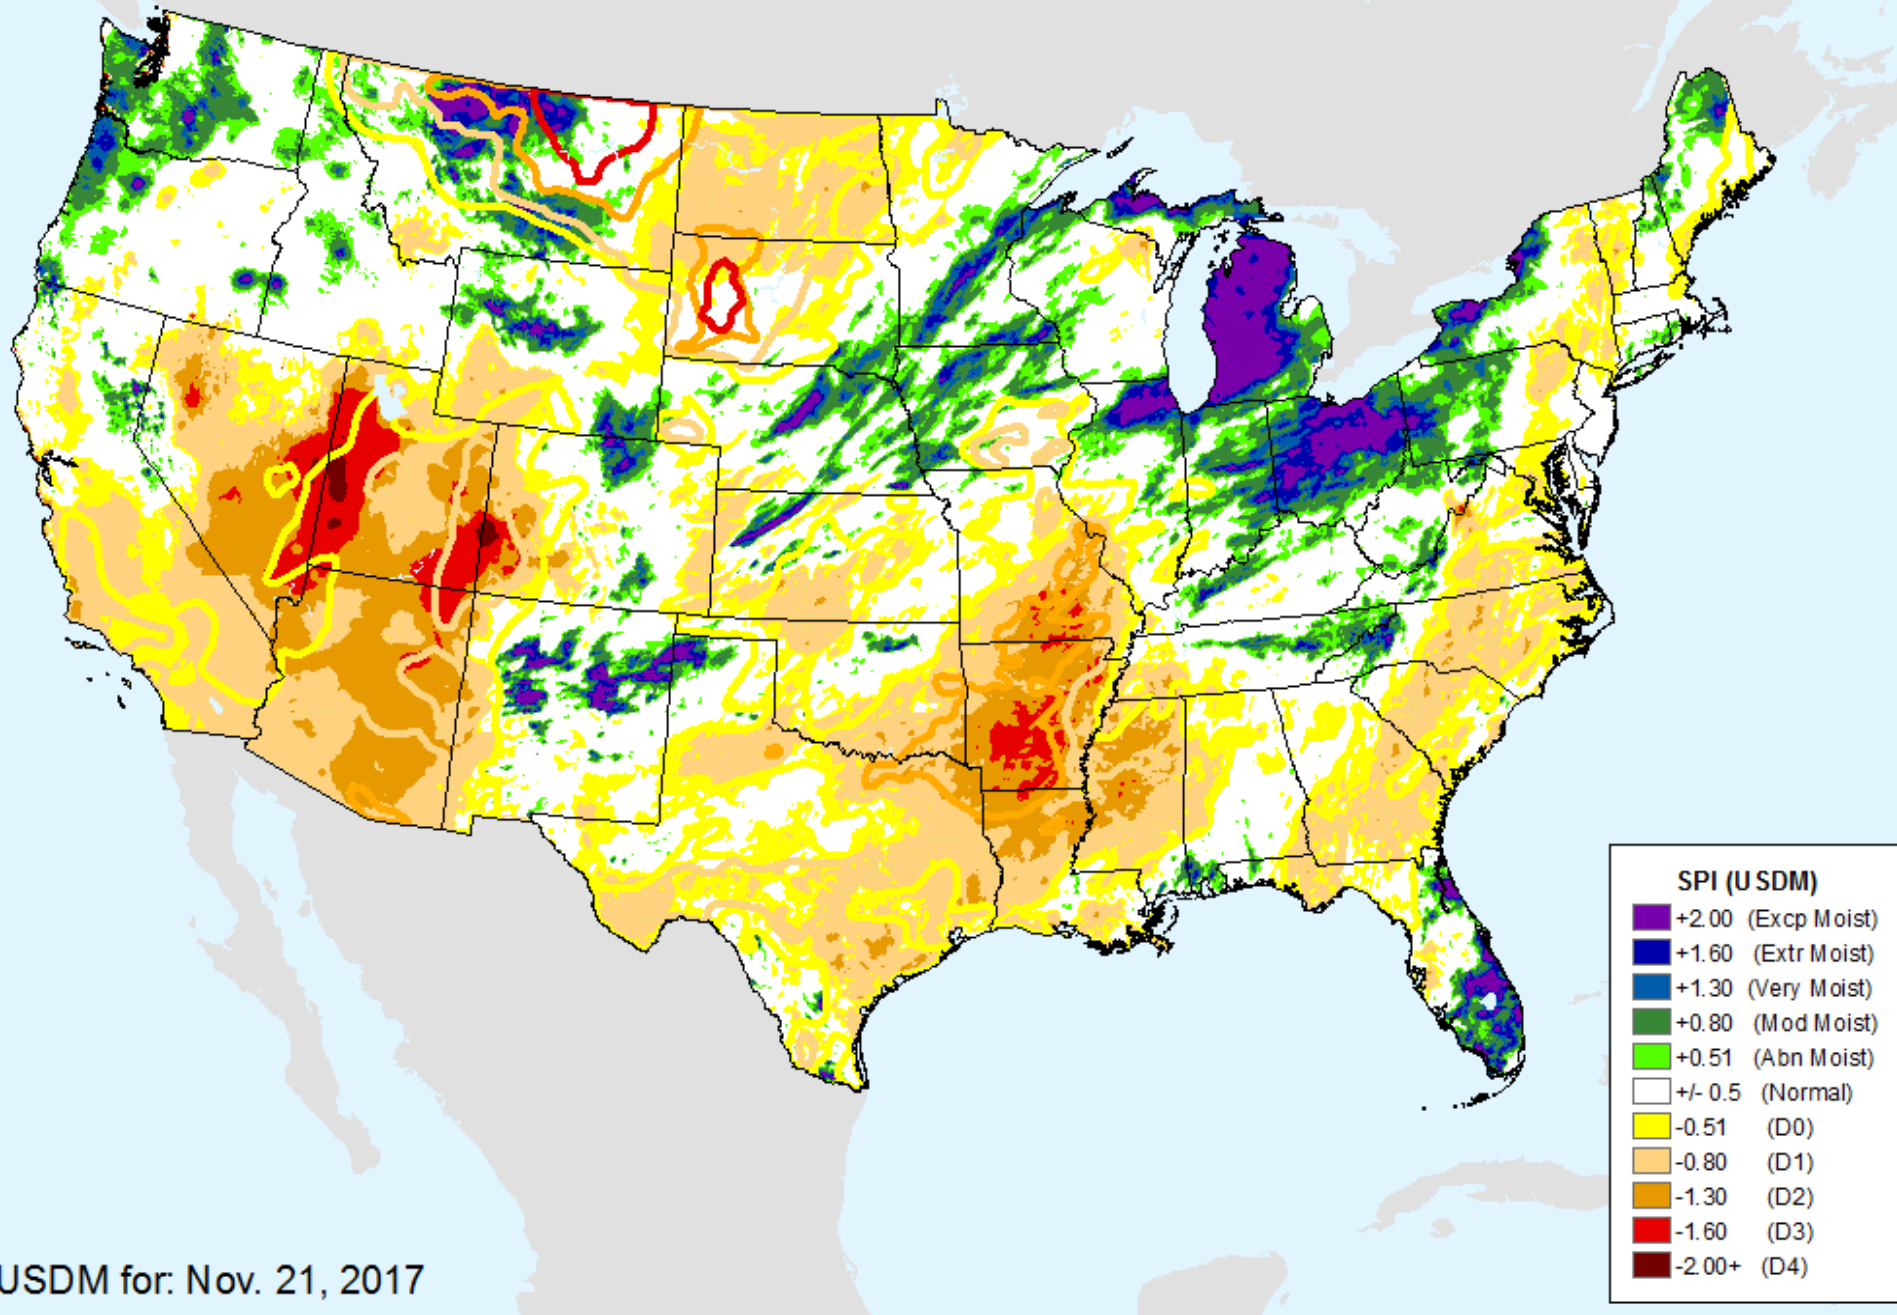 SPI (USDM)
+2.00 (Excp Moist)
+1.60 (Extr Moist)
+1.30 (Very Moist)
+0.80 (Mod Moist)
+0.51 (Abn Moist)
+/- 0.5 (Normal)
-0.51 (D0)
-0.80 (D1)
-1.30 (D2)
-1.60 (D3)
-2.00+ (D4)
USDM for: Nov. 21, 2017